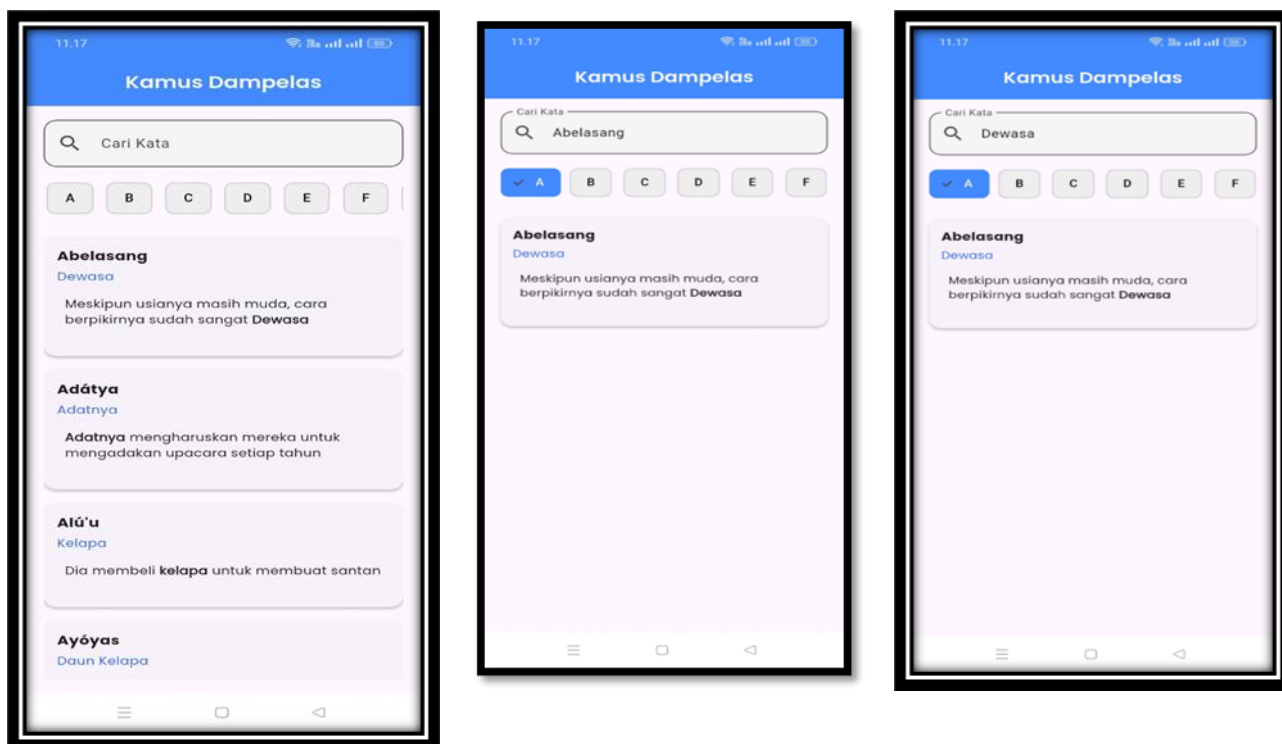 11.17
Kamus Dampelas
Cari Kata
A B C D E F
Abelasang
Dewasa
Meskipun usianya masih muda, cara
berpikirnya sudah sangat Dewasa
Adátya
Adatnya
Adatnya mengharuskan mereka untuk
mengadakan upacara setiap tahun
Alú'u
Kelapa
Dia membeli kelapa untuk membuat santan
Ayóyas
Daun Kelapa
11.17
Kamus Dampelas
Cari Kata
Abelasang
A B C D E F
Abelasang
Dewasa
Meskipun usianya masih muda, cara
berpikirnya sudah sangat Dewasa
11.17
Kamus Dampelas
Cari Kata
Dewasa
A B C D E F
Abelasang
Dewasa
Meskipun usianya masih muda, cara
berpikirnya sudah sangat Dewasa